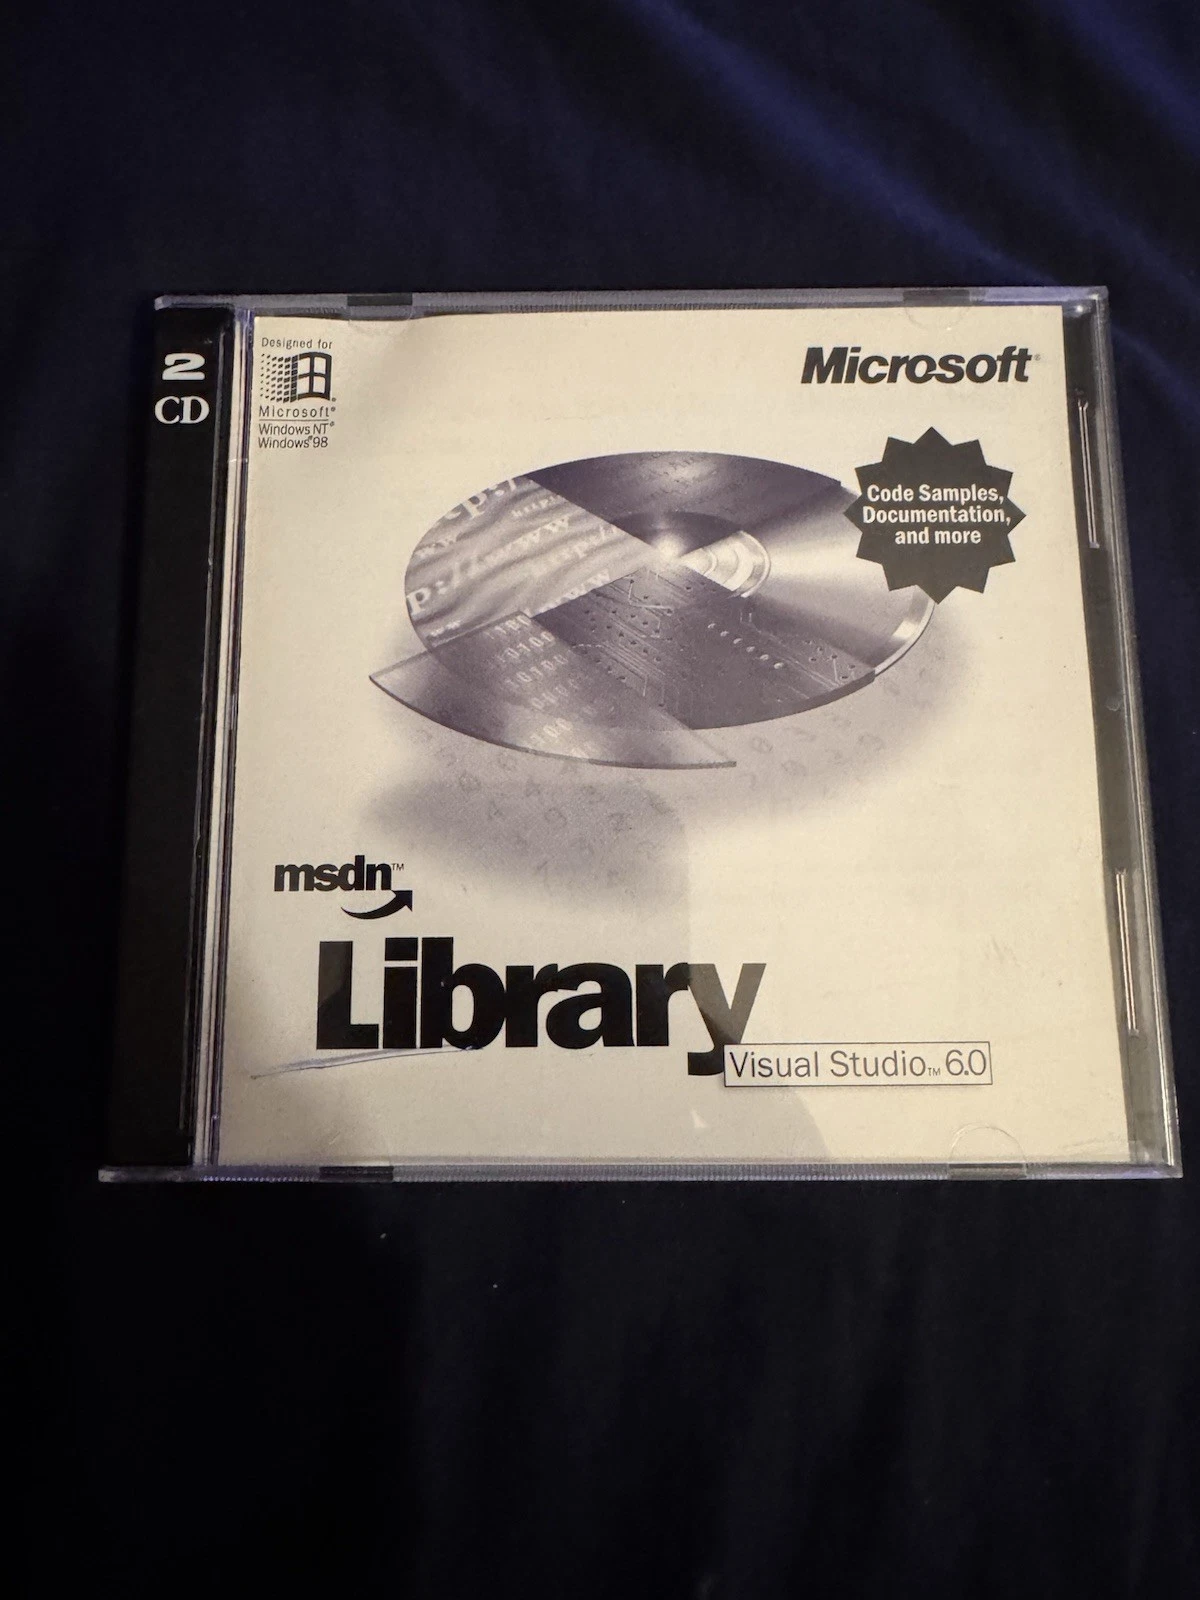 2
CD
Designed for
Microsoft®
Windows NT®
Windows®98
Microsoft®
Code Samples,
Documentation,
and more
msdn™
Library
Visual Studio™ 6.0